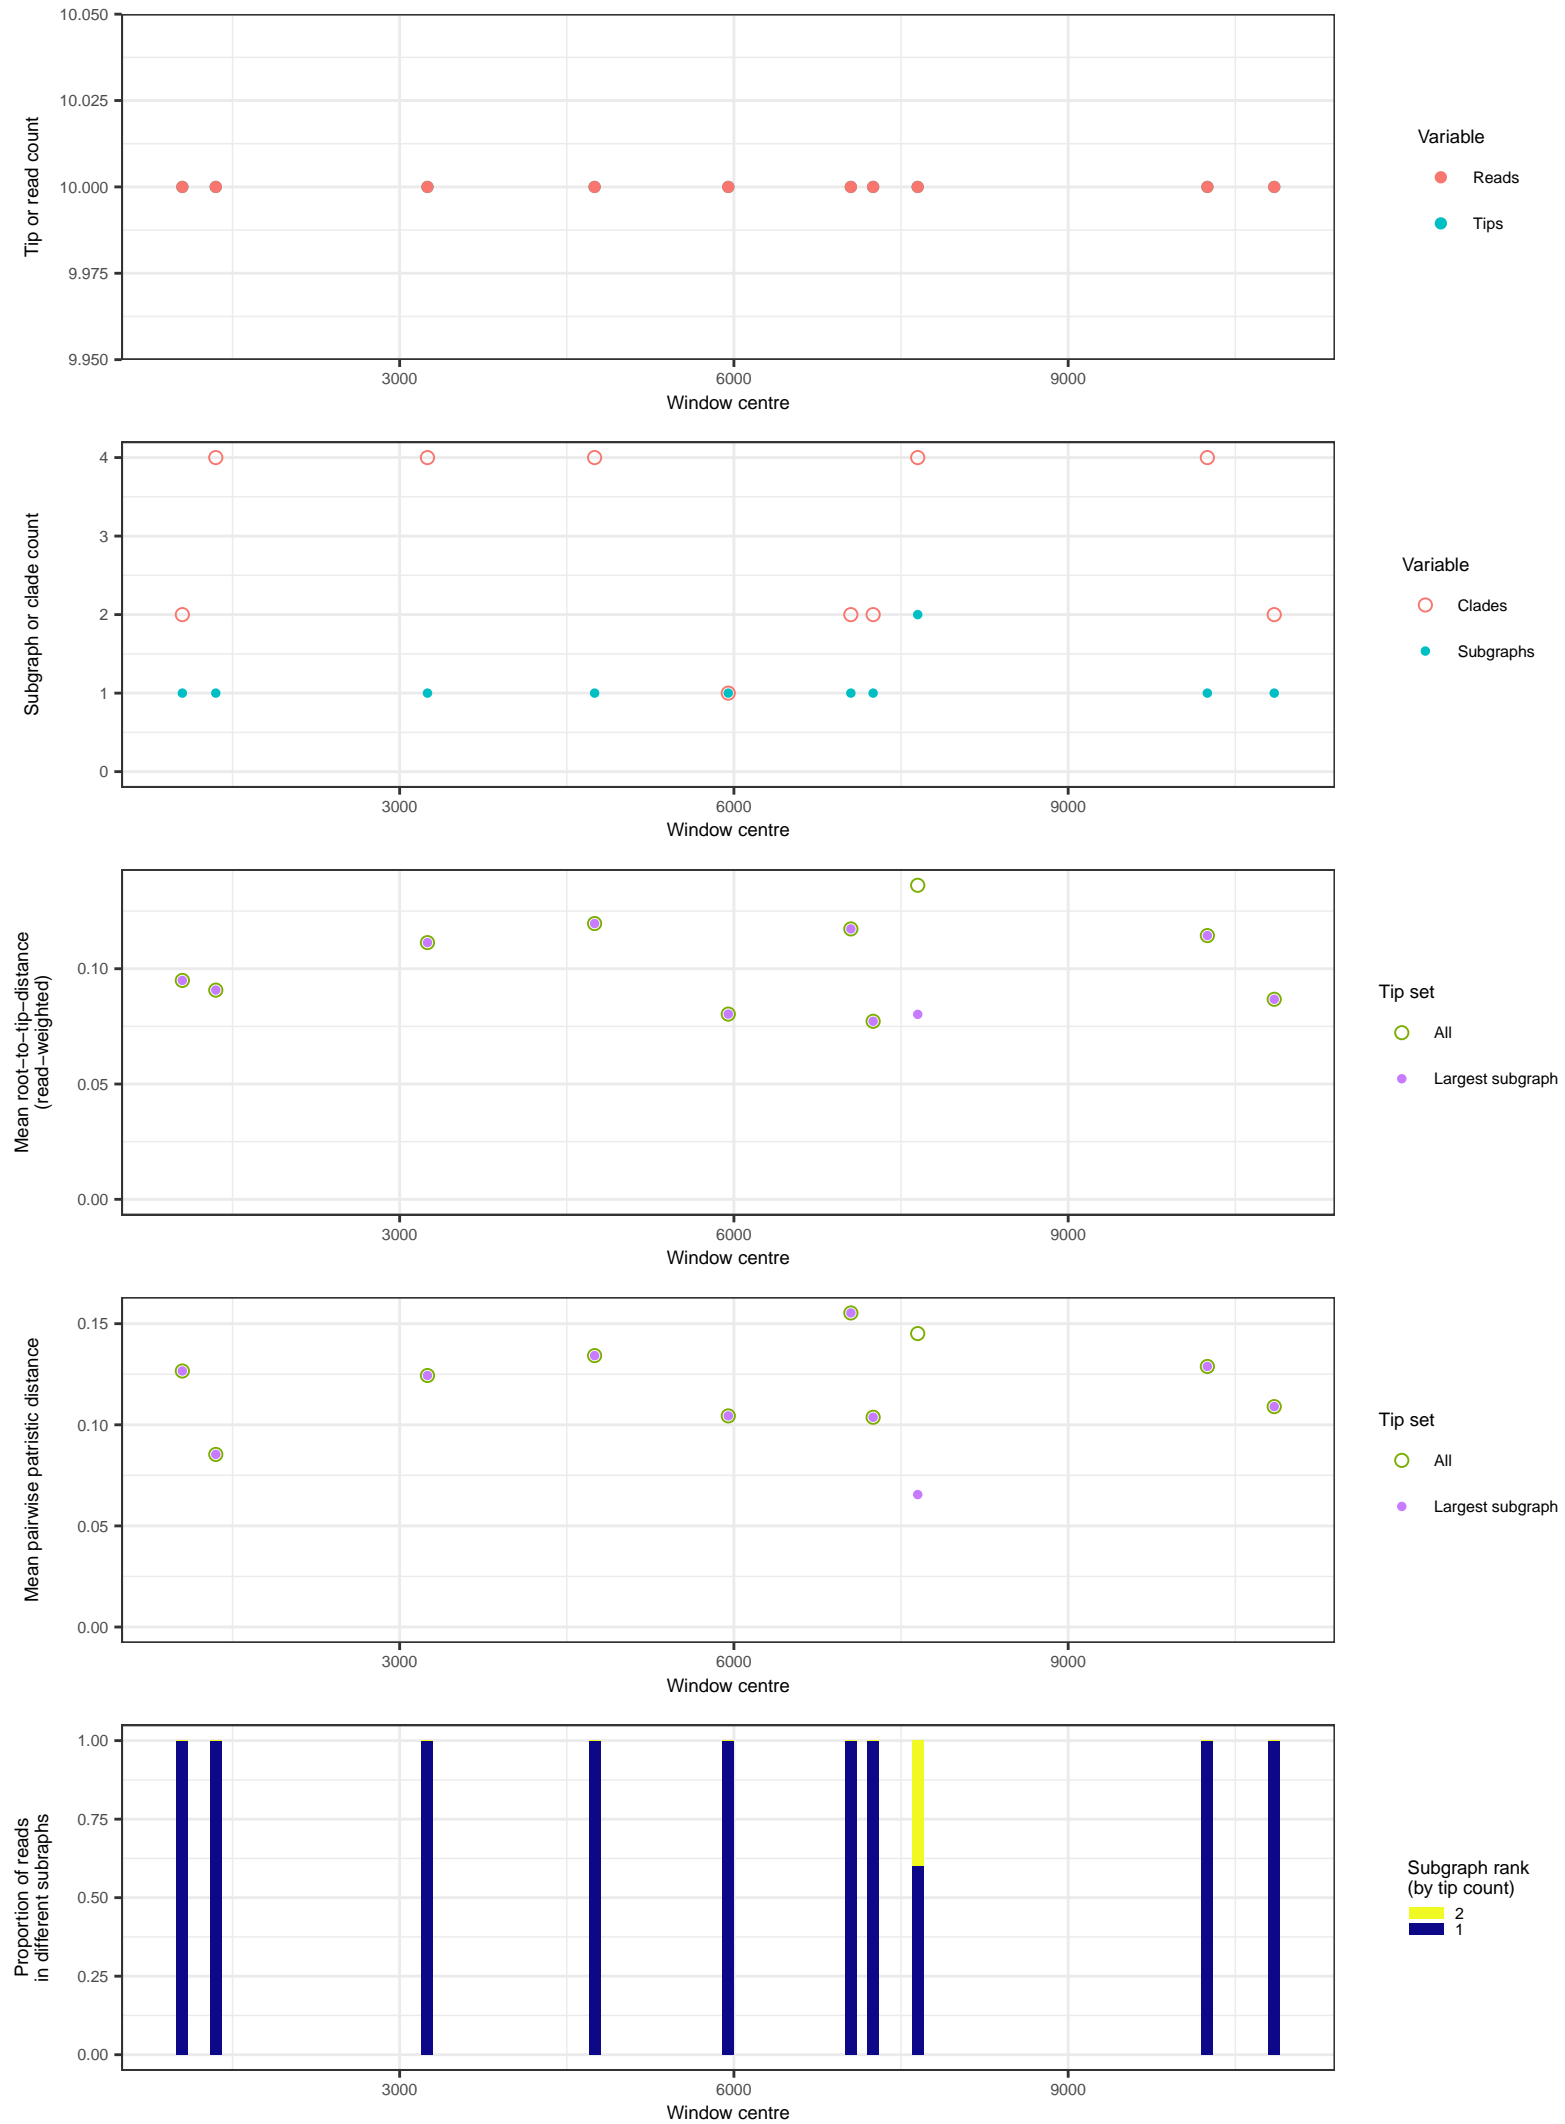 10.050
10.025
10.000
9.975
9.950
Tip or read count
3000
6000
9000
Window centre
Variable
Reads
Tips
4
3
2
1
0
Subgraph or clade count
3000
6000
9000
Window centre
Variable
Clades
Subgraphs
0.10
0.05
0.00
Mean root−to−tip−distance
(read−weighted)
3000
6000
9000
Window centre
Tip set
All
Largest subgraph
0.15
0.10
0.05
0.00
Mean pairwise patristic distance
3000
6000
9000
Window centre
Tip set
All
Largest subgraph
1.00
0.75
0.50
0.25
0.00
Proportion of reads
in different subraphs
3000
6000
9000
Window centre
Subgraph rank
(by tip count)
2
1